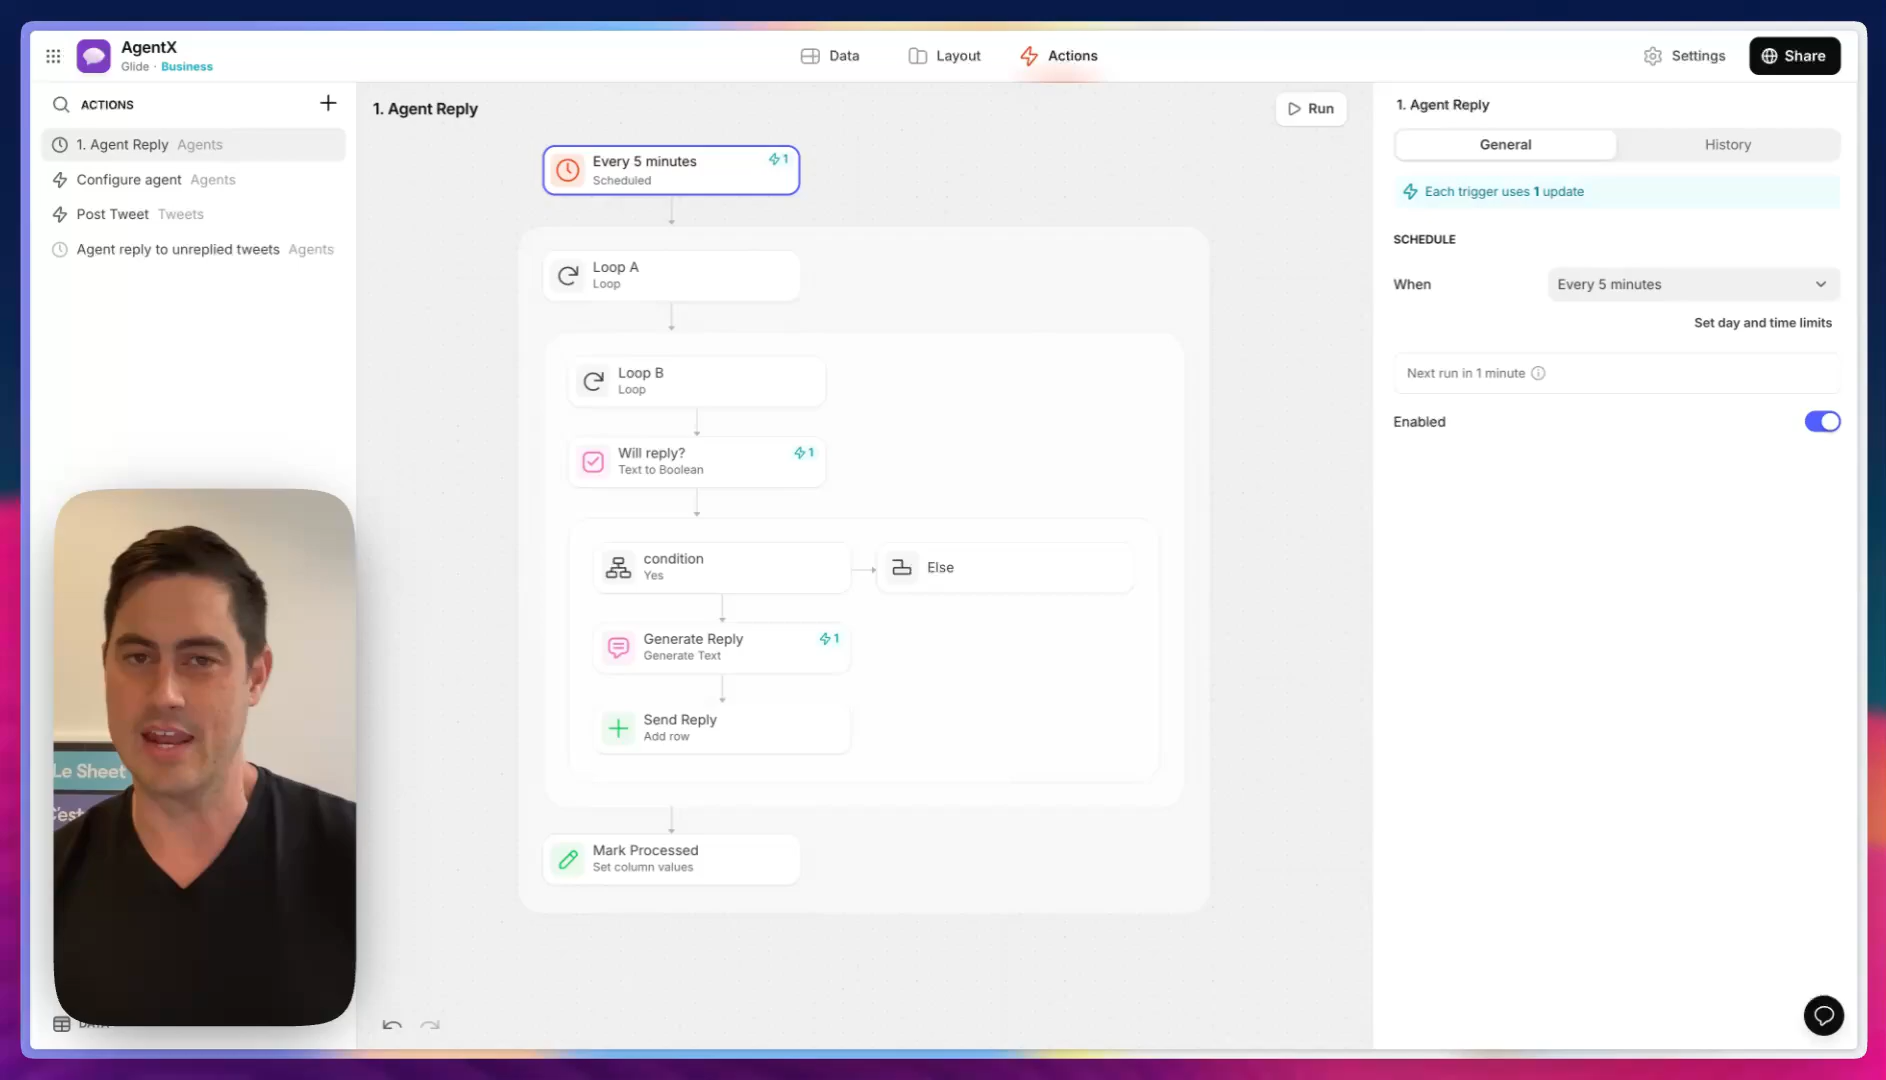 AgentX
Glide · Business
Data
Layout
Actions
Settings
Share
ACTIONS
1. Agent Reply Agents
Configure agent Agents
Post Tweet Tweets
Agent reply to unreplied tweets Agents
1. Agent Reply
Run
Every 5 minutes
1
Scheduled
Loop A
Loop
Loop B
Loop
Will reply?
1
Text to Boolean
condition
Yes
Else
Generate Reply
1
Generate Text
Send Reply
Add row
Mark Processed
Set column values
1. Agent Reply
General
History
Each trigger uses 1 update
SCHEDULE
When
Every 5 minutes
Set day and time limits
Next run in 1 minute
Enabled
Le Sheet
C'est
DATA